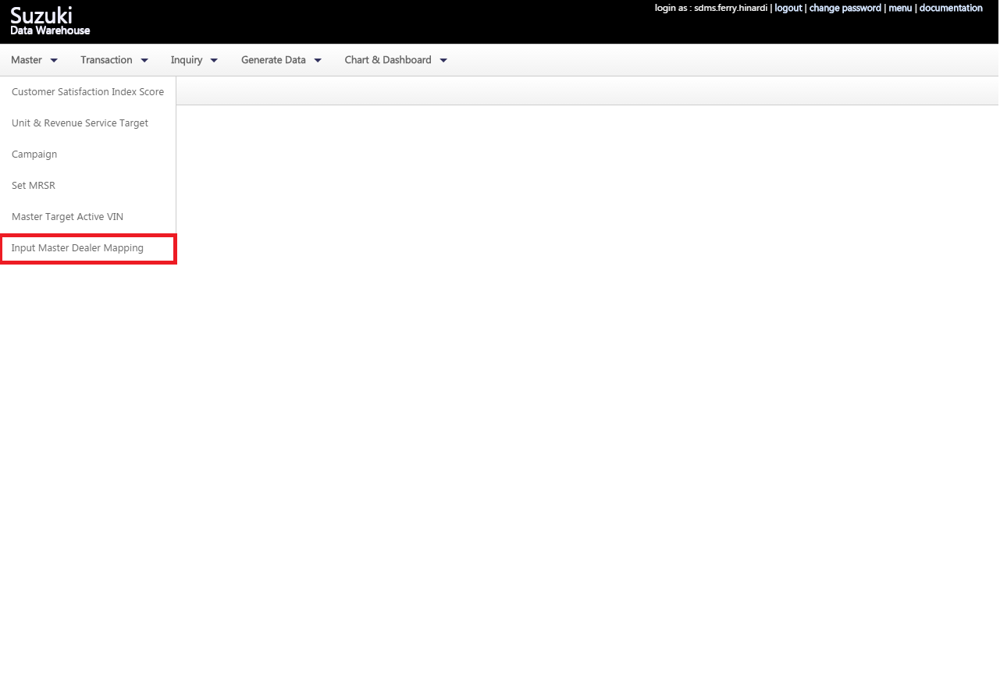 Suzuki
Data Warehouse
login as : sdms.ferry.hinardi | logout | change password | menu | documentation
Master Transaction Inquiry Generate Data Chart & Dashboard
Customer Satisfaction Index Score
Unit & Revenue Service Target
Campaign
Set MRSR
Master Target Active VIN
Input Master Dealer Mapping